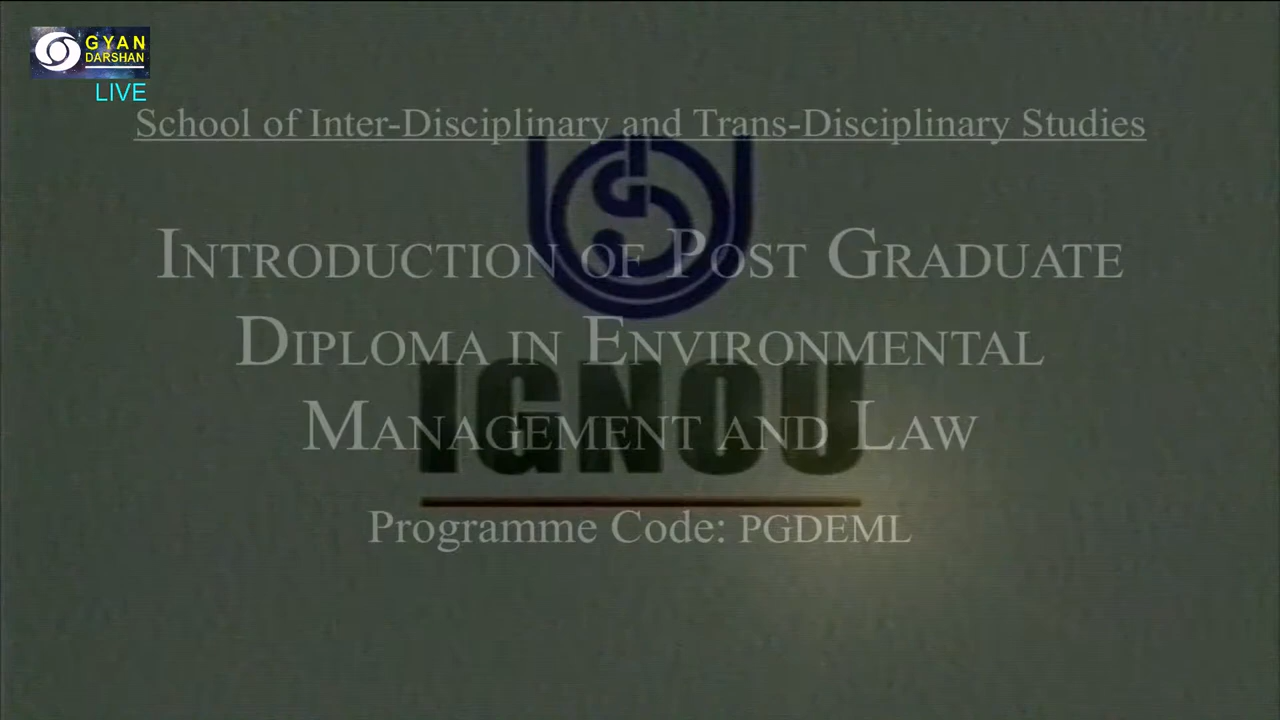 GYAN
DARSHAN
LIVE
School of Inter-Disciplinary and Trans-Disciplinary Studies
INTRODUCTION OF POST GRADUATE
DIPLOMA IN ENVIRONMENTAL
MANAGEMENT AND LAW
IGNOU
Programme Code: PGDEML